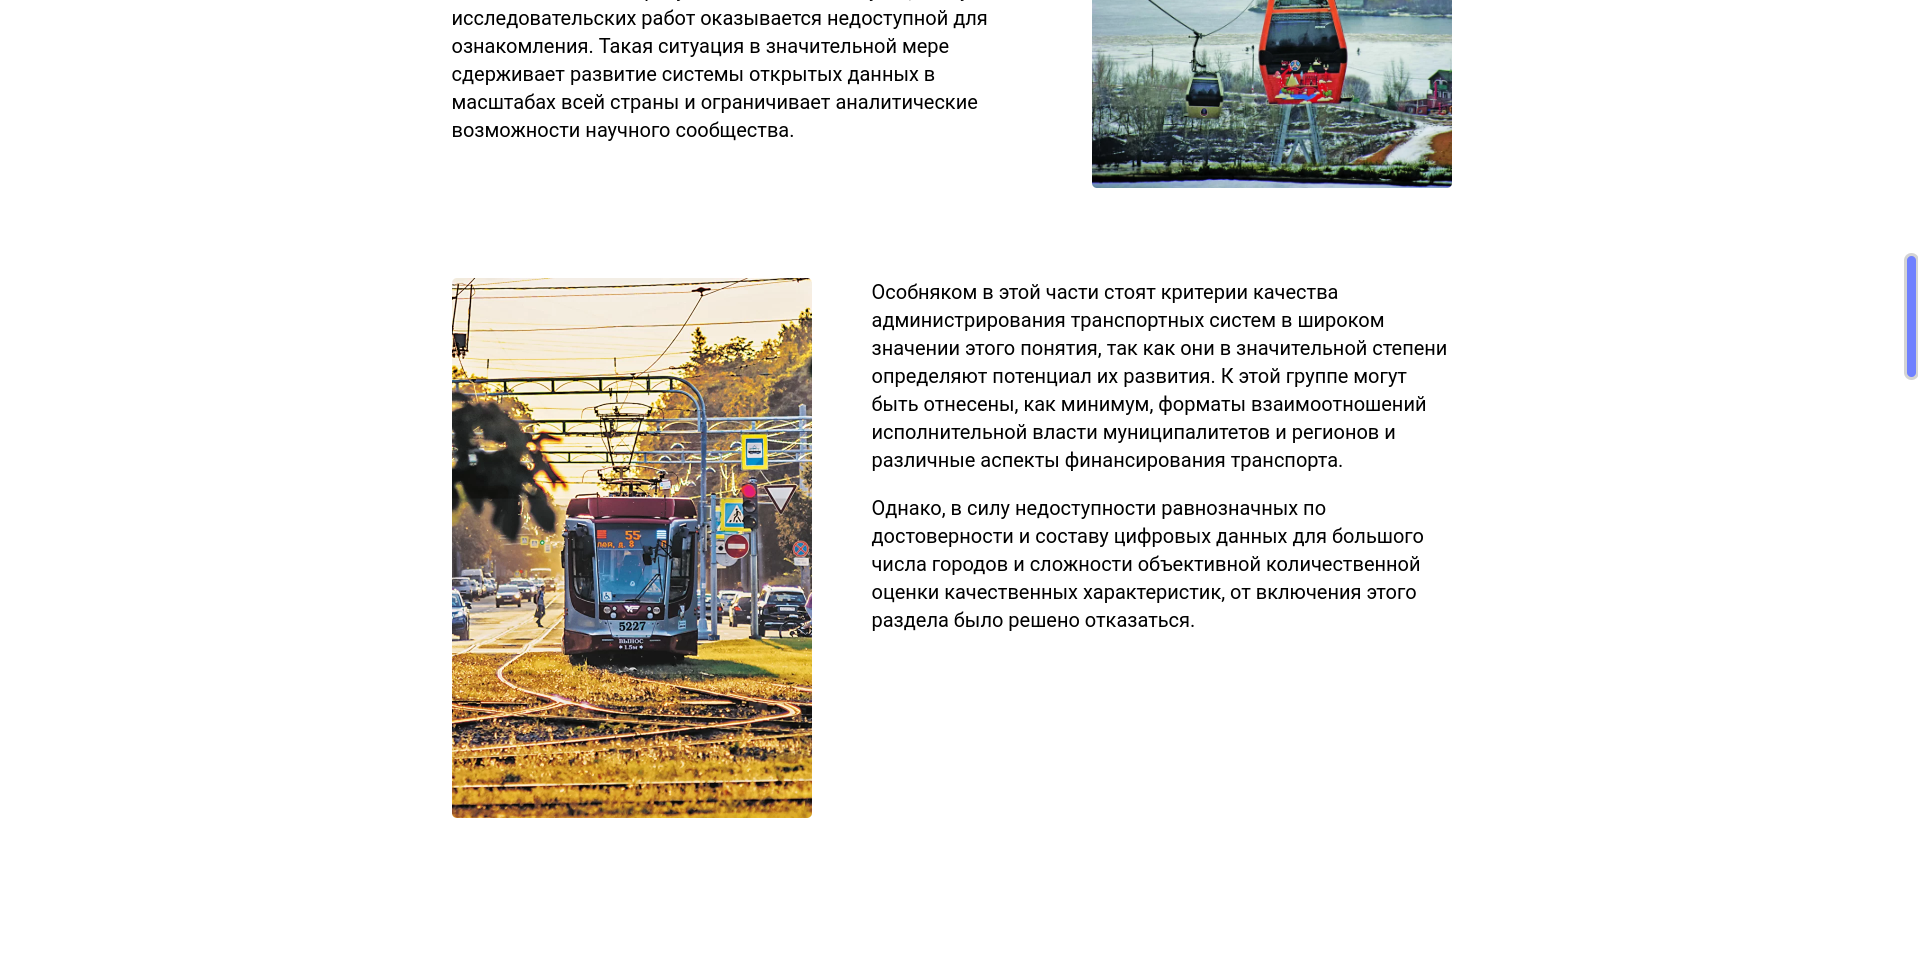 исследовательских работ оказывается недоступной для
ознакомления. Такая ситуация в значительной мере
сдерживает развитие системы открытых данных в
масштабах всей страны и ограничивает аналитические
возможности научного сообщества.
Особняком в этой части стоят критерии качества
администрирования транспортных систем в широком
значении этого понятия, так как они в значительной степени
определяют потенциал их развития. К этой группе могут
быть отнесены, как минимум, форматы взаимоотношений
исполнительной власти муниципалитетов и регионов и
различные аспекты финансирования транспорта.
Однако, в силу недоступности равнозначных по
достоверности и составу цифровых данных для большого
числа городов и сложности объективной количественной
оценки качественных характеристик, от включения этого
раздела было решено отказаться.
55
5227
ВЫНОС
1.5м